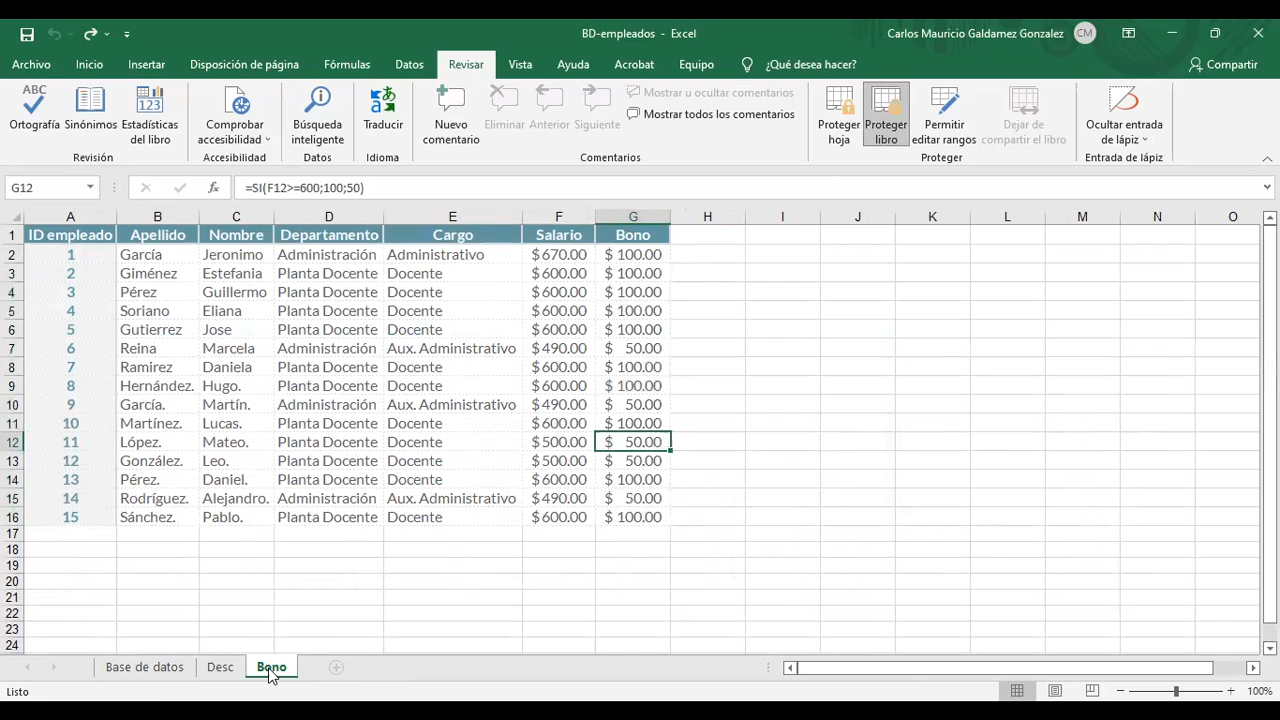 BD-empleados - Excel
Carlos Mauricio Galdamez Gonzalez CM
Archivo Inicio Insertar Disposición de página Fórmulas Datos Revisar Vista Ayuda Acrobat Equipo ¿Qué desea hacer? Compartir
ABC Ortografía
Sinónimos
123 Estadísticas del libro
Revisión
Comprobar accesibilidad
Accesibilidad
Búsqueda inteligente
Datos
Traducir
Idioma
Nuevo comentario
Eliminar Anterior Siguiente
Mostrar u ocultar comentarios
Mostrar todos los comentarios
Comentarios
Proteger hoja
Proteger libro
Permitir editar rangos
Dejar de compartir el libro
Proteger
Ocultar entrada de lápiz
Entrada de lápiz
G12 fx =SI(F12>=600;100;50)
A B C D E F G H I J K L M N O
1 ID empleado Apellido Nombre Departamento Cargo Salario Bono
2 1 García Jeronimo Administración Administrativo $670.00 $ 100.00
3 2 Giménez Estefania Planta Docente Docente $600.00 $ 100.00
4 3 Pérez Guillermo Planta Docente Docente $600.00 $ 100.00
5 4 Soriano Eliana Planta Docente Docente $600.00 $ 100.00
6 5 Gutierrez Jose Planta Docente Docente $600.00 $ 100.00
7 6 Reina Marcela Administración Aux. Administrativo $490.00 $ 50.00
8 7 Ramirez Daniela Planta Docente Docente $600.00 $ 100.00
9 8 Hernández. Hugo. Planta Docente Docente $600.00 $ 100.00
10 9 García. Martín. Administración Aux. Administrativo $490.00 $ 50.00
11 10 Martínez. Lucas. Planta Docente Docente $600.00 $ 100.00
12 11 López. Mateo. Planta Docente Docente $500.00 $ 50.00
13 12 González. Leo. Planta Docente Docente $500.00 $ 50.00
14 13 Pérez. Daniel. Planta Docente Docente $600.00 $ 100.00
15 14 Rodríguez. Alejandro. Administración Aux. Administrativo $490.00 $ 50.00
16 15 Sánchez. Pablo. Planta Docente Docente $600.00 $ 100.00
17
18
19
20
21
22
23
24
Base de datos Desc Bono
Listo 100%